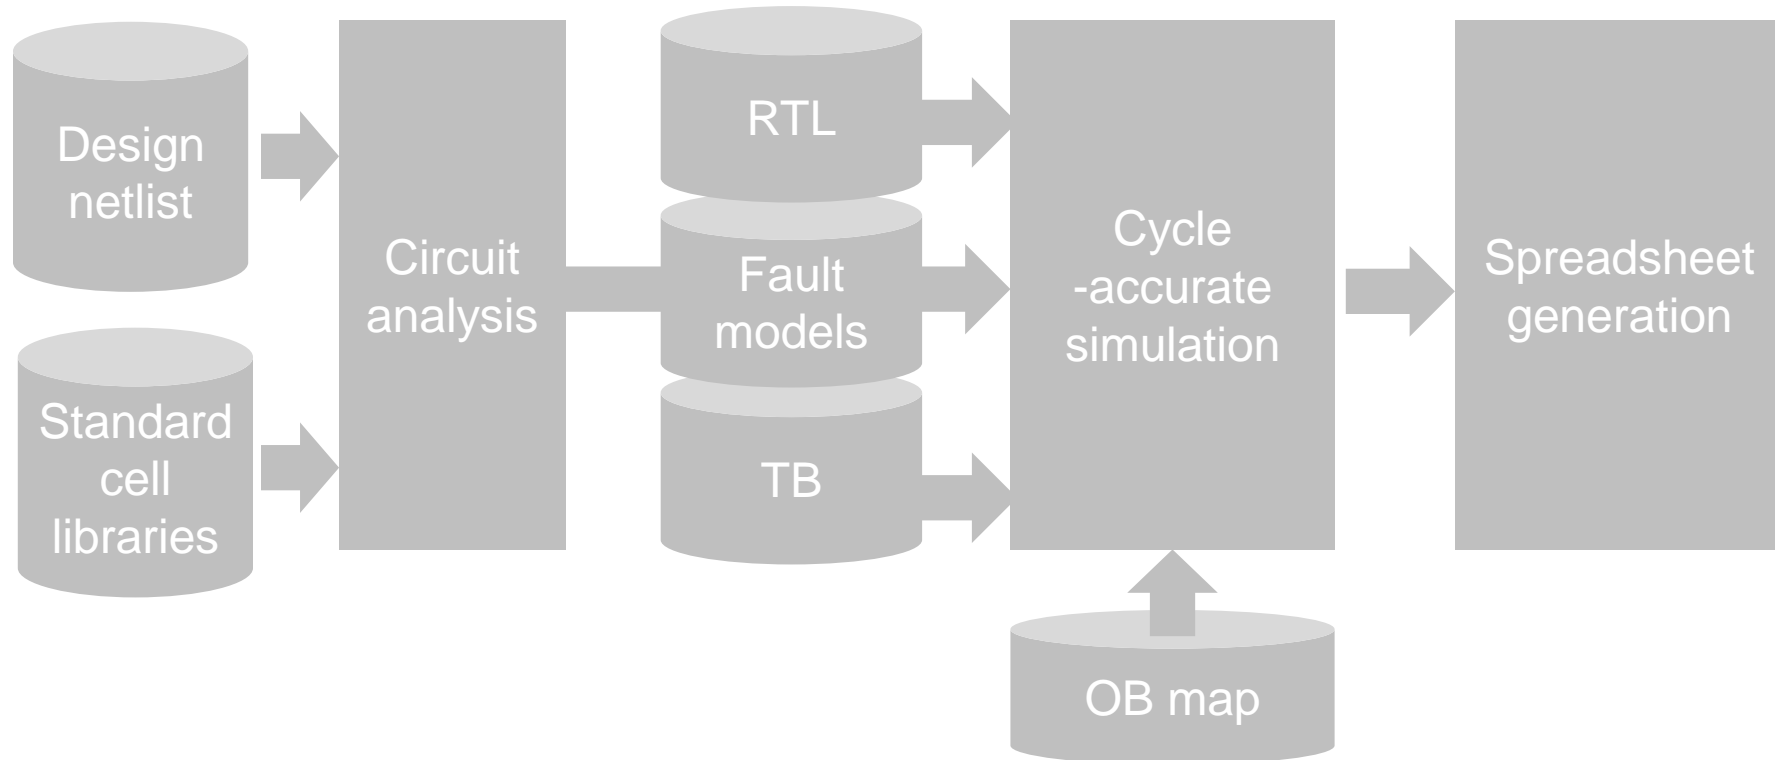 Design
netlist
Standard
cell
libraries
Circuit
analysis
RTL
Fault
models
TB
Cycle
-accurate
simulation
OB map
Spreadsheet
generation